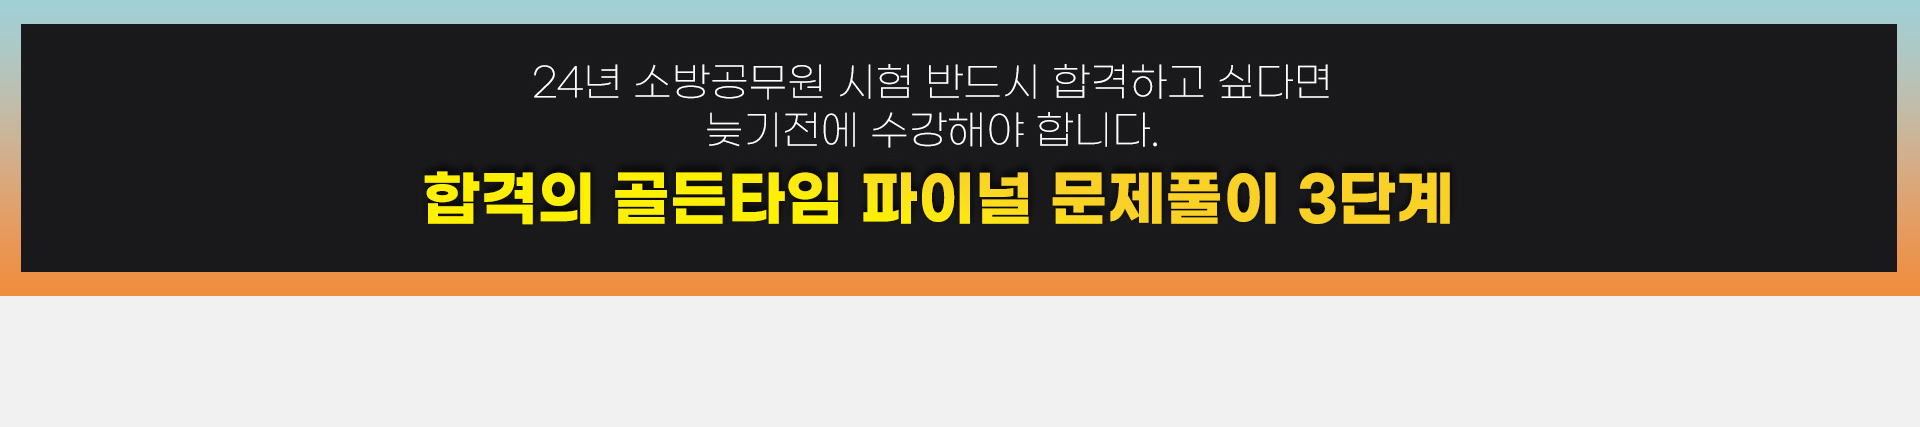 24년 소방공무원 시험 반드시 합격하고 싶다면
늦기전에 수강해야 합니다.
합격의 골든타임 파이널 문제풀이 3단계